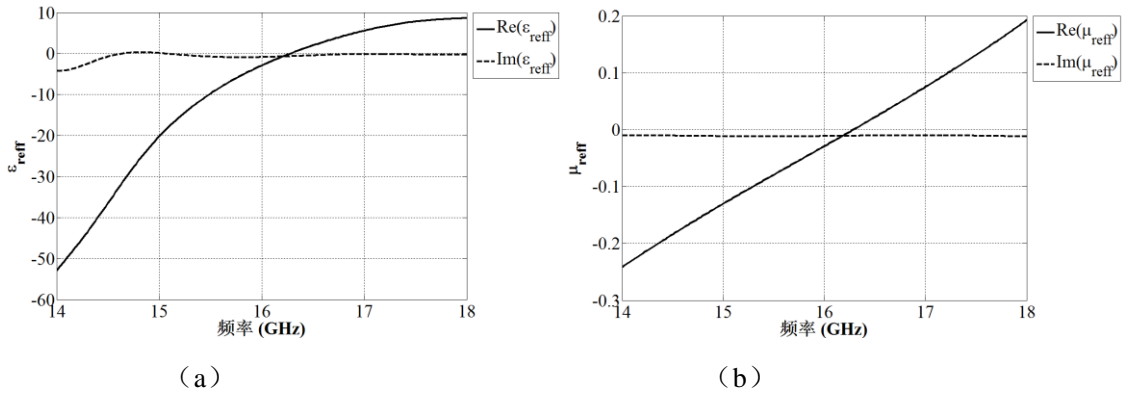 10
0
-10
-20
-30
-40
-50
-60
14
15
16
17
18
ε_reff
频率 (GHz)
Re(ε_reff)
Im(ε_reff)
0.2
0.1
0
-0.1
-0.2
-0.3
14
15
16
17
18
μ_reff
频率 (GHz)
Re(μ_reff)
Im(μ_reff)
（a）
（b）